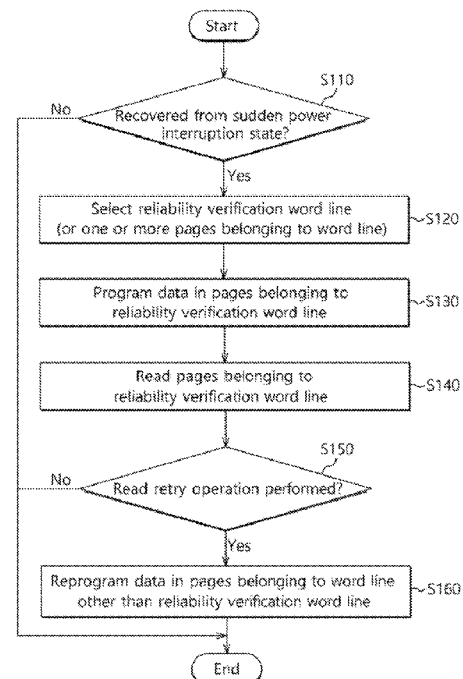 Start
S110
Recovered from sudden power
interruption state?
No
Yes
Select reliability verification word line
(or one or more pages belonging to word line)
S120
Program data in pages belonging to
reliability verification word line
S130
Read pages belonging to
reliability verification word line
S140
S150
Read retry operation performed?
No
Yes
Reprogram data in pages belonging to word line
other than reliability verification word line
S160
End